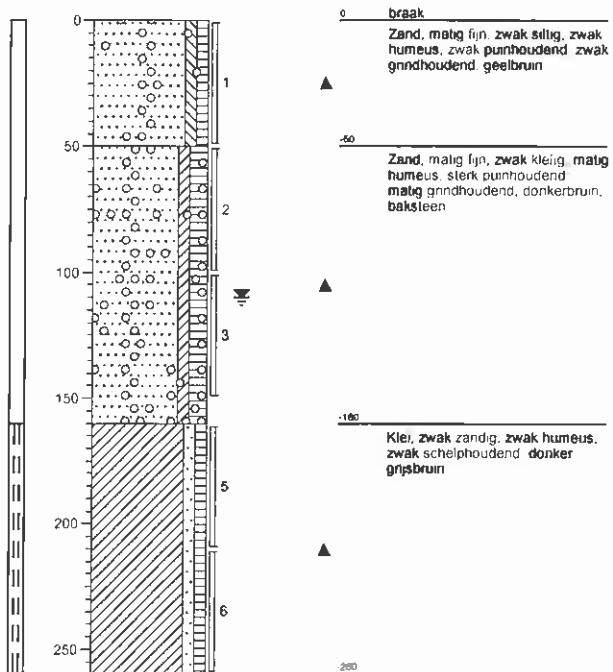 0
50
100
150
200
250
1
2
3
5
6
0
braak
Zand, matig fijn, zwak siltig, zwak
humeus, zwak puinhoudend zwak
grindhoudend, geelbruin
-50
Zand, matig fijn, zwak kleiig, matig
humeus, sterk puinhoudend
matig grindhoudend, donkerbruin,
baksteen
-160
Klei, zwak zandig, zwak humeus,
zwak schelphoudend donker
grijsbruin
-260